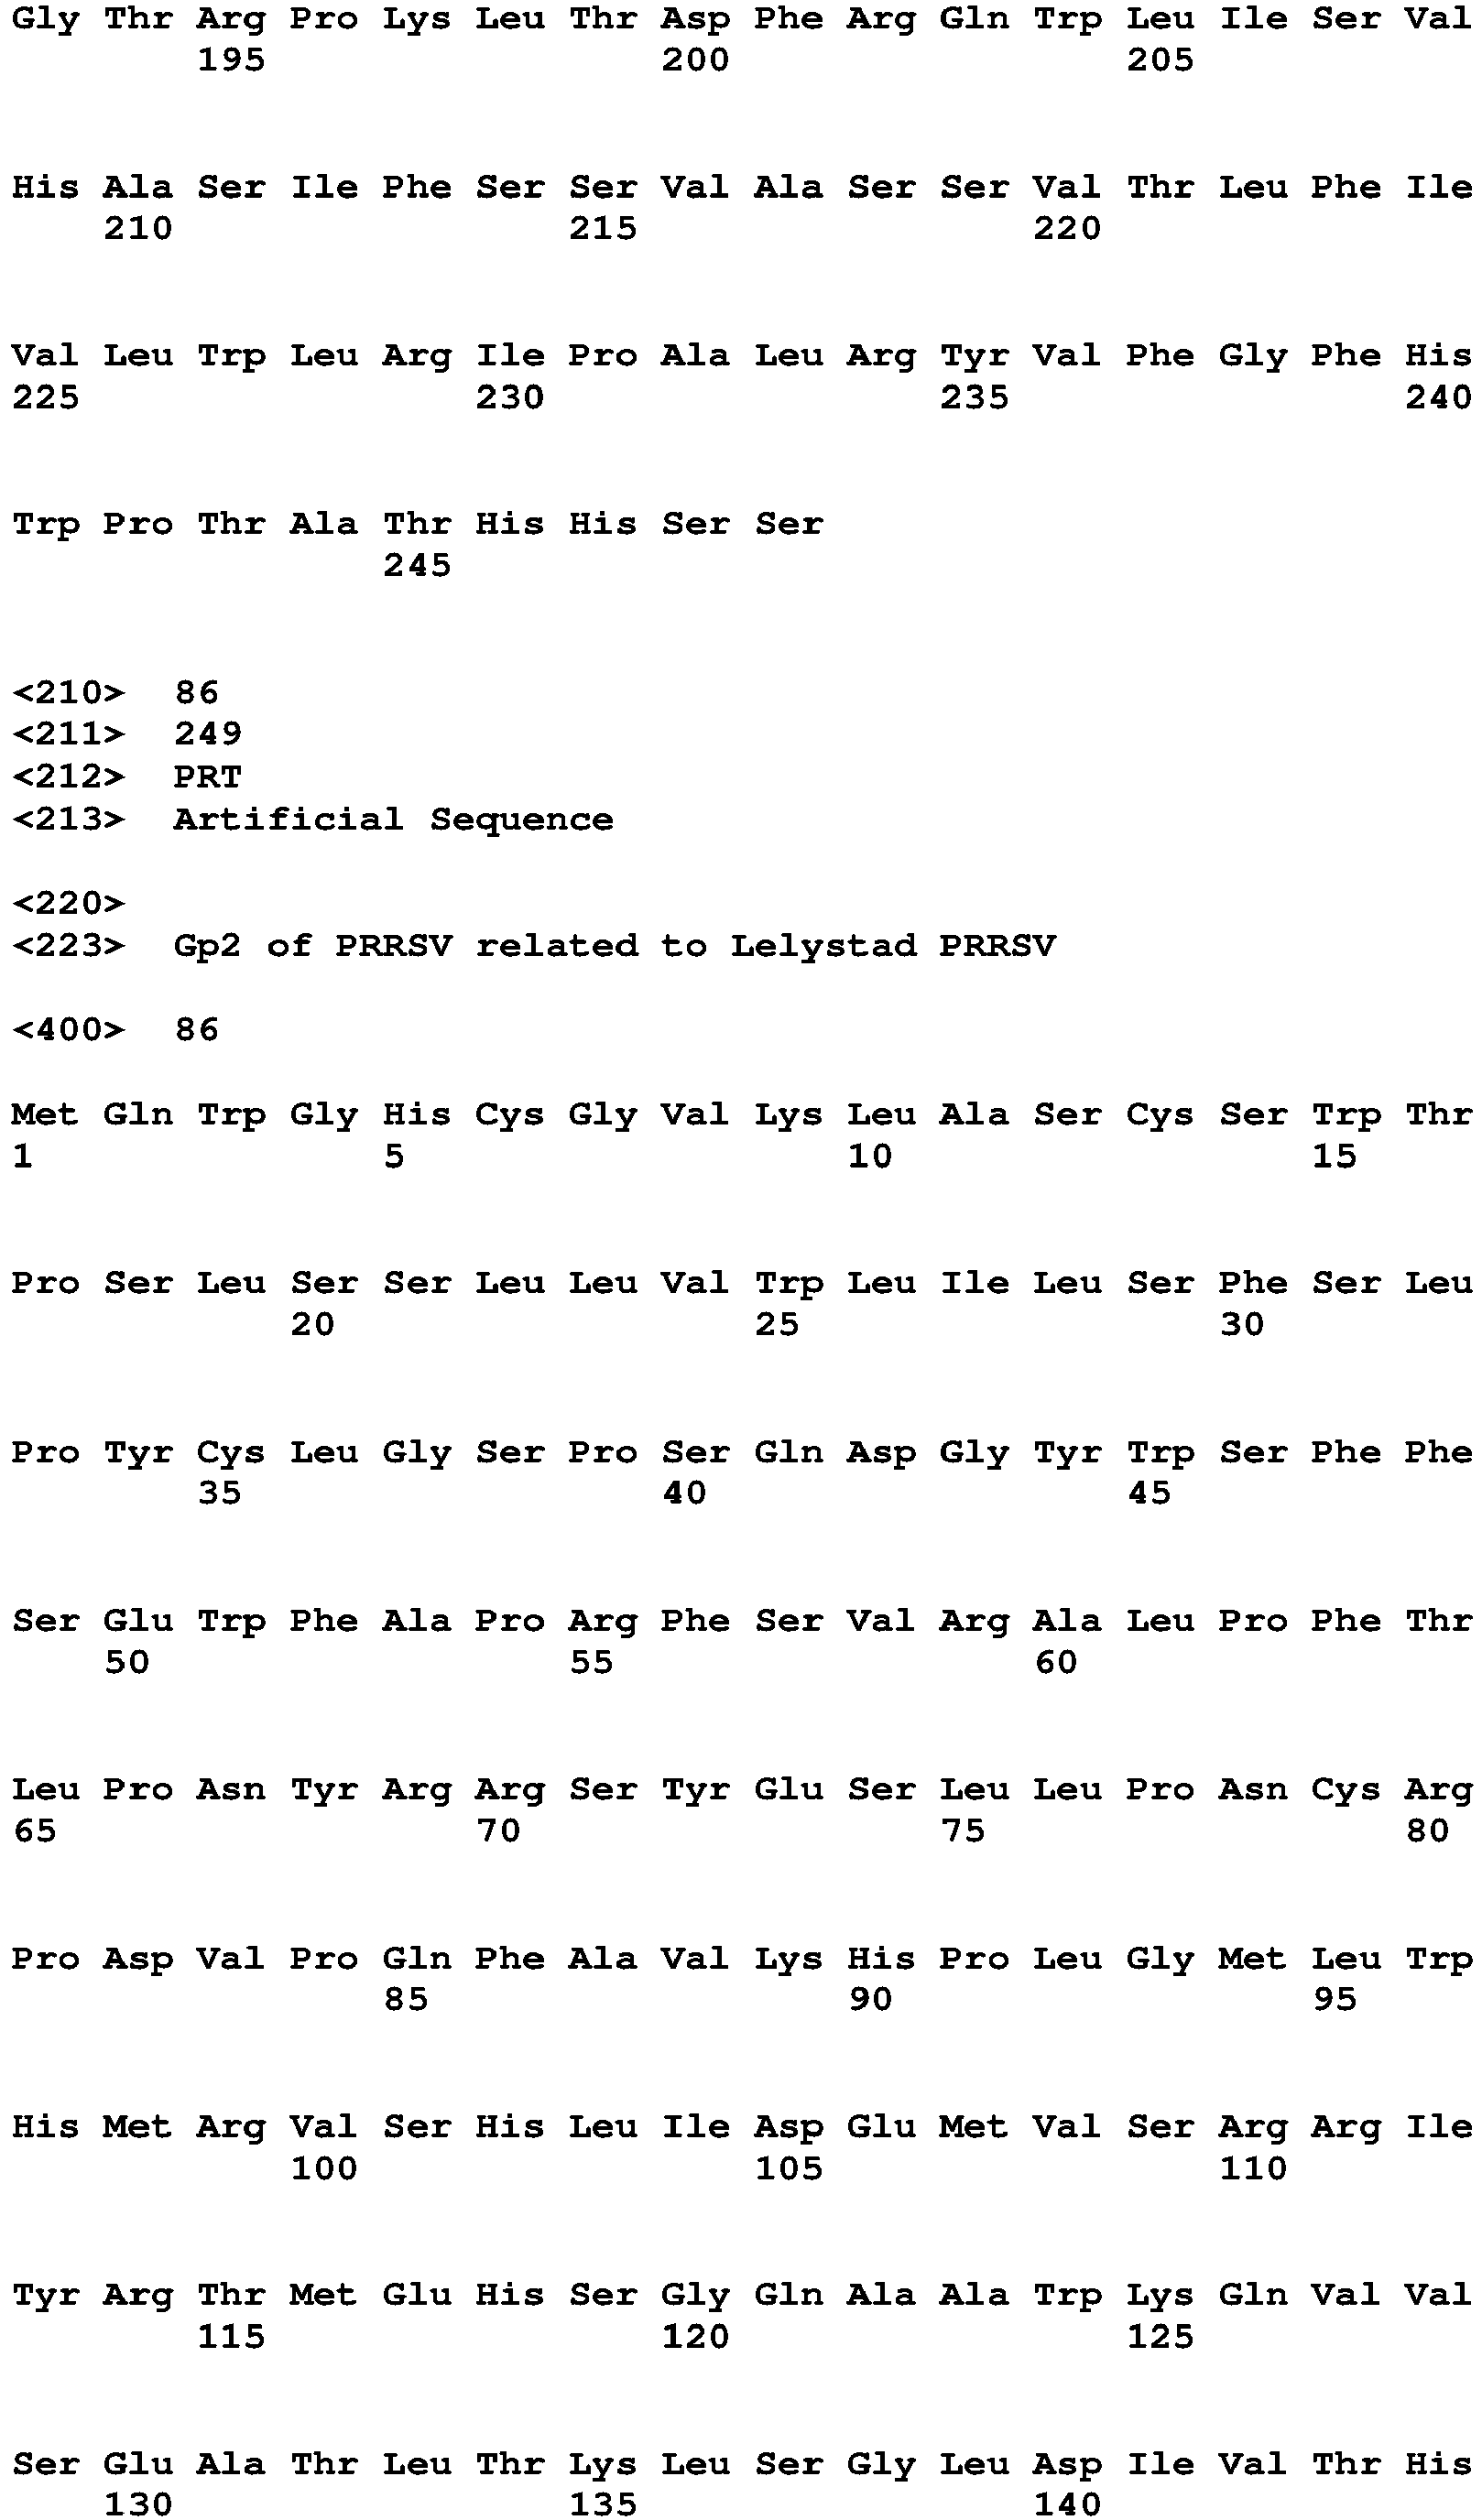 Gly Thr Arg Pro Lys Leu Thr Asp Phe Arg Gln Trp Leu Ile Ser Val
195 200 205
His Ala Ser Ile Phe Ser Ser Val Ala Ser Ser Val Thr Leu Phe Ile
210 215 220
Val Leu Trp Leu Arg Ile Pro Ala Leu Arg Tyr Val Phe Gly Phe His
225 230 235 240
Trp Pro Thr Ala Thr His His Ser Ser
245
<210> 86
<211> 249
<212> PRT
<213> Artificial Sequence
<220>
<223> Gp2 of PRRSV related to Lelystad PRRSV
<400> 86
Met Gln Trp Gly His Cys Gly Val Lys Leu Ala Ser Cys Ser Trp Thr
1 5 10 15
Pro Ser Leu Ser Ser Leu Leu Val Trp Leu Ile Leu Ser Phe Ser Leu
20 25 30
Pro Tyr Cys Leu Gly Ser Pro Ser Gln Asp Gly Tyr Trp Ser Phe Phe
35 40 45
Ser Glu Trp Phe Ala Pro Arg Phe Ser Val Arg Ala Leu Pro Phe Thr
50 55 60
Leu Pro Asn Tyr Arg Arg Ser Tyr Glu Ser Leu Leu Pro Asn Cys Arg
65 70 75 80
Pro Asp Val Pro Gln Phe Ala Val Lys His Pro Leu Gly Met Leu Trp
85 90 95
His Met Arg Val Ser His Leu Ile Asp Glu Met Val Ser Arg Arg Ile
100 105 110
Tyr Arg Thr Met Glu His Ser Gly Gln Ala Ala Trp Lys Gln Val Val
115 120 125
Ser Glu Ala Thr Leu Thr Lys Leu Ser Gly Leu Asp Ile Val Thr His
130 135 140